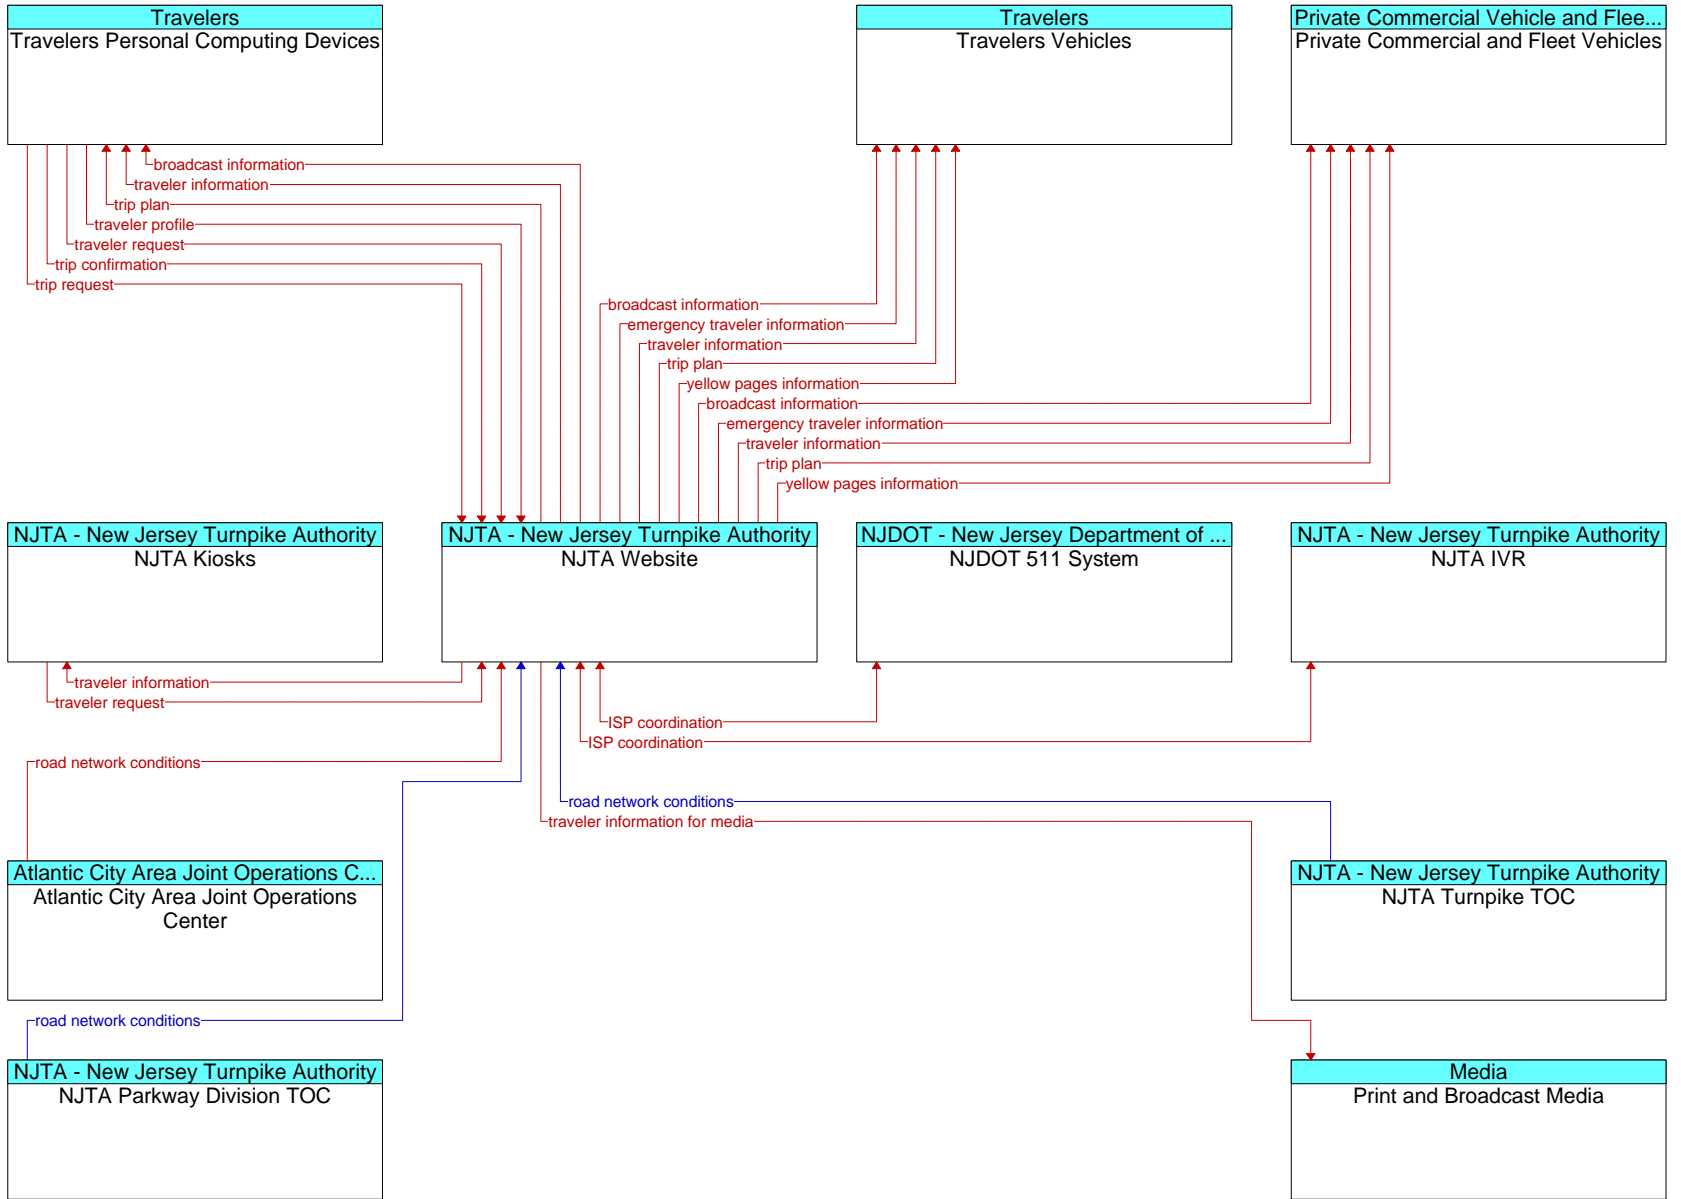 Travelers
Travelers Personal Computing Devices
Travelers
Travelers Vehicles
Private Commercial Vehicle and Flee...
Private Commercial and Fleet Vehicles
broadcast information
traveler information
trip plan
traveler profile
traveler request
trip confirmation
trip request
broadcast information
emergency traveler information
traveler information
trip plan
yellow pages information
broadcast information
emergency traveler information
traveler information
trip plan
yellow pages information
NJTA - New Jersey Turnpike Authority
NJTA Kiosks
NJTA - New Jersey Turnpike Authority
NJTA Website
NJDOT - New Jersey Department of ...
NJDOT 511 System
NJTA - New Jersey Turnpike Authority
NJTA IVR
traveler information
traveler request
ISP coordination
ISP coordination
road network conditions
road network conditions
traveler information for media
Atlantic City Area Joint Operations C...
Atlantic City Area Joint Operations
Center
NJTA - New Jersey Turnpike Authority
NJTA Turnpike TOC
road network conditions
NJTA - New Jersey Turnpike Authority
NJTA Parkway Division TOC
Media
Print and Broadcast Media